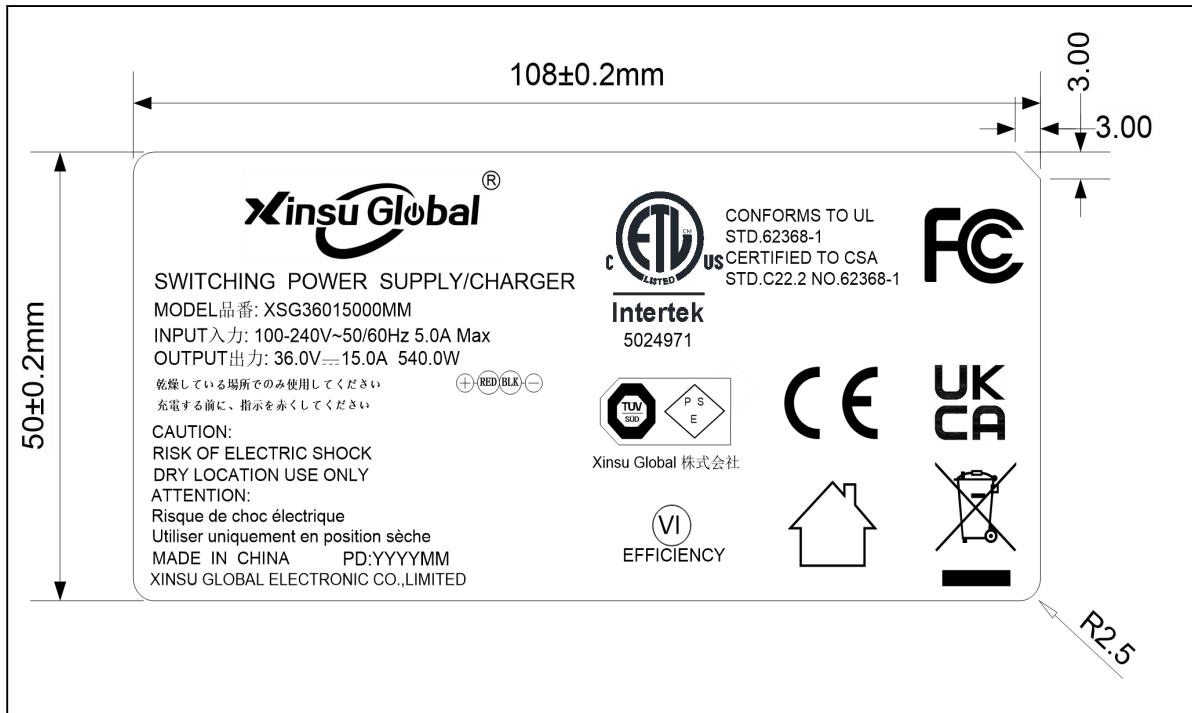 108±0.2mm
3.00
3.00
50±0.2mm
Xinsu Global ®
SWITCHING POWER SUPPLY/CHARGER
MODEL品番: XSG36015000MM
INPUT入力: 100-240V~50/60Hz 5.0A Max
OUTPUT出力: 36.0V⎓15.0A 540.0W
乾燥している場所でのみ使用してください
充電する前に、指示を赤くしてください
+ RED BLK -
CAUTION:
RISK OF ELECTRIC SHOCK
DRY LOCATION USE ONLY
ATTENTION:
Risque de choc électrique
Utiliser uniquement en position sèche
MADE IN CHINA PD:YYYYMM
XINSU GLOBAL ELECTRONIC CO.,LIMITED
ETL CM
LISTED
C US
Intertek
5024971
CONFORMS TO UL
STD.62368-1
CERTIFIED TO CSA
STD.C22.2 NO.62368-1
FC
TUV
SUD
P S
E
Xinsu Global 株式会社
CE
UK
CA
VI
EFFICIENCY
R2.5